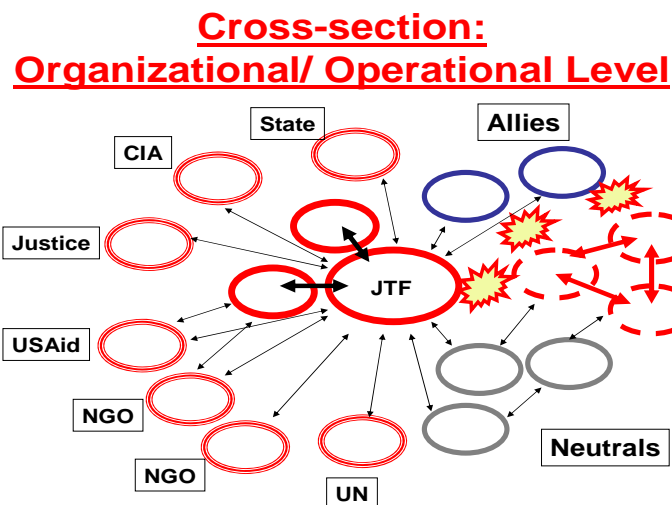 Cross-section:
Organizational/ Operational Level
State
Allies
CIA
Justice
JTF
USAid
NGO
Neutrals
NGO
UN